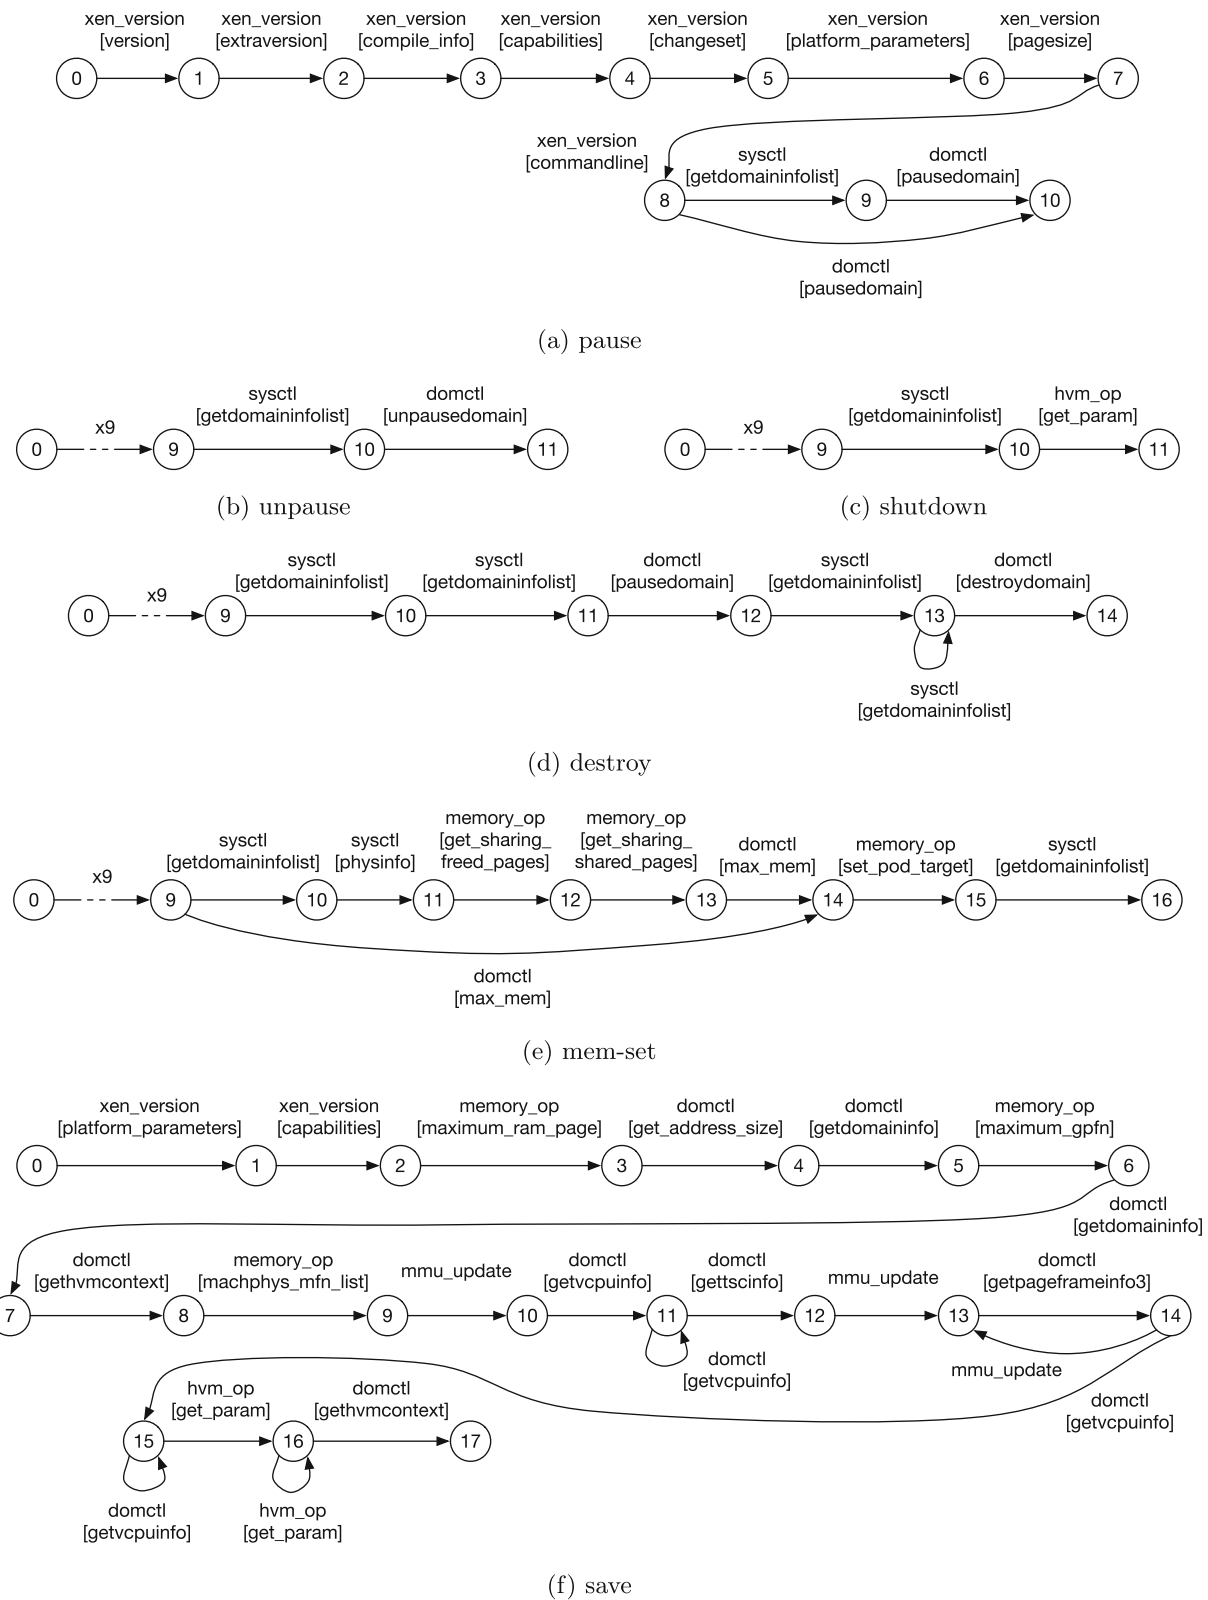 xen_version xen_version xen_version xen_version xen_version xen_version xen_version
[version] [extraversion] [compile_info] [capabilities] [changeset] [platform_parameters] [pagesize]
0 1 2 3 4 5 6 7
xen_version
[commandline]
sysctl domctl
[getdomaininfolist] [pausedomain]
8 9 10
domctl
[pausedomain]
(a) pause
sysctl domctl
[getdomaininfolist] [unpausedomain]
x9
0 9 10 11
(b) unpause
sysctl hvm_op
[getdomaininfolist] [get_param]
x9
0 9 10 11
(c) shutdown
sysctl sysctl domctl sysctl domctl
[getdomaininfolist] [getdomaininfolist] [pausedomain] [getdomaininfolist] [destroydomain]
x9
0 9 10 11 12 13 14
sysctl
[getdomaininfolist]
(d) destroy
memory_op memory_op
sysctl sysctl [get_sharing_ [get_sharing_ domctl memory_op sysctl
[getdomaininfolist] [physinfo] freed_pages] shared_pages] [max_mem] [set_pod_target] [getdomaininfolist]
x9
0 9 10 11 12 13 14 15 16
domctl
[max_mem]
(e) mem-set
xen_version xen_version memory_op domctl domctl memory_op
[platform_parameters] [capabilities] [maximum_ram_page] [get_address_size] [getdomaininfo] [maximum_gpfn]
0 1 2 3 4 5 6
domctl
[getdomaininfo]
domctl memory_op mmu_update domctl domctl mmu_update domctl
[gethvmcontext] [machphys_mfn_list] [getvcpuinfo] [gettscinfo] [getpageframeinfo3]
7 8 9 10 11 12 13 14
domctl
[getvcpuinfo]
mmu_update
domctl
[getvcpuinfo]
hvm_op domctl
[get_param] [gethvmcontext]
15 16 17
domctl hvm_op
[getvcpuinfo] [get_param]
(f) save